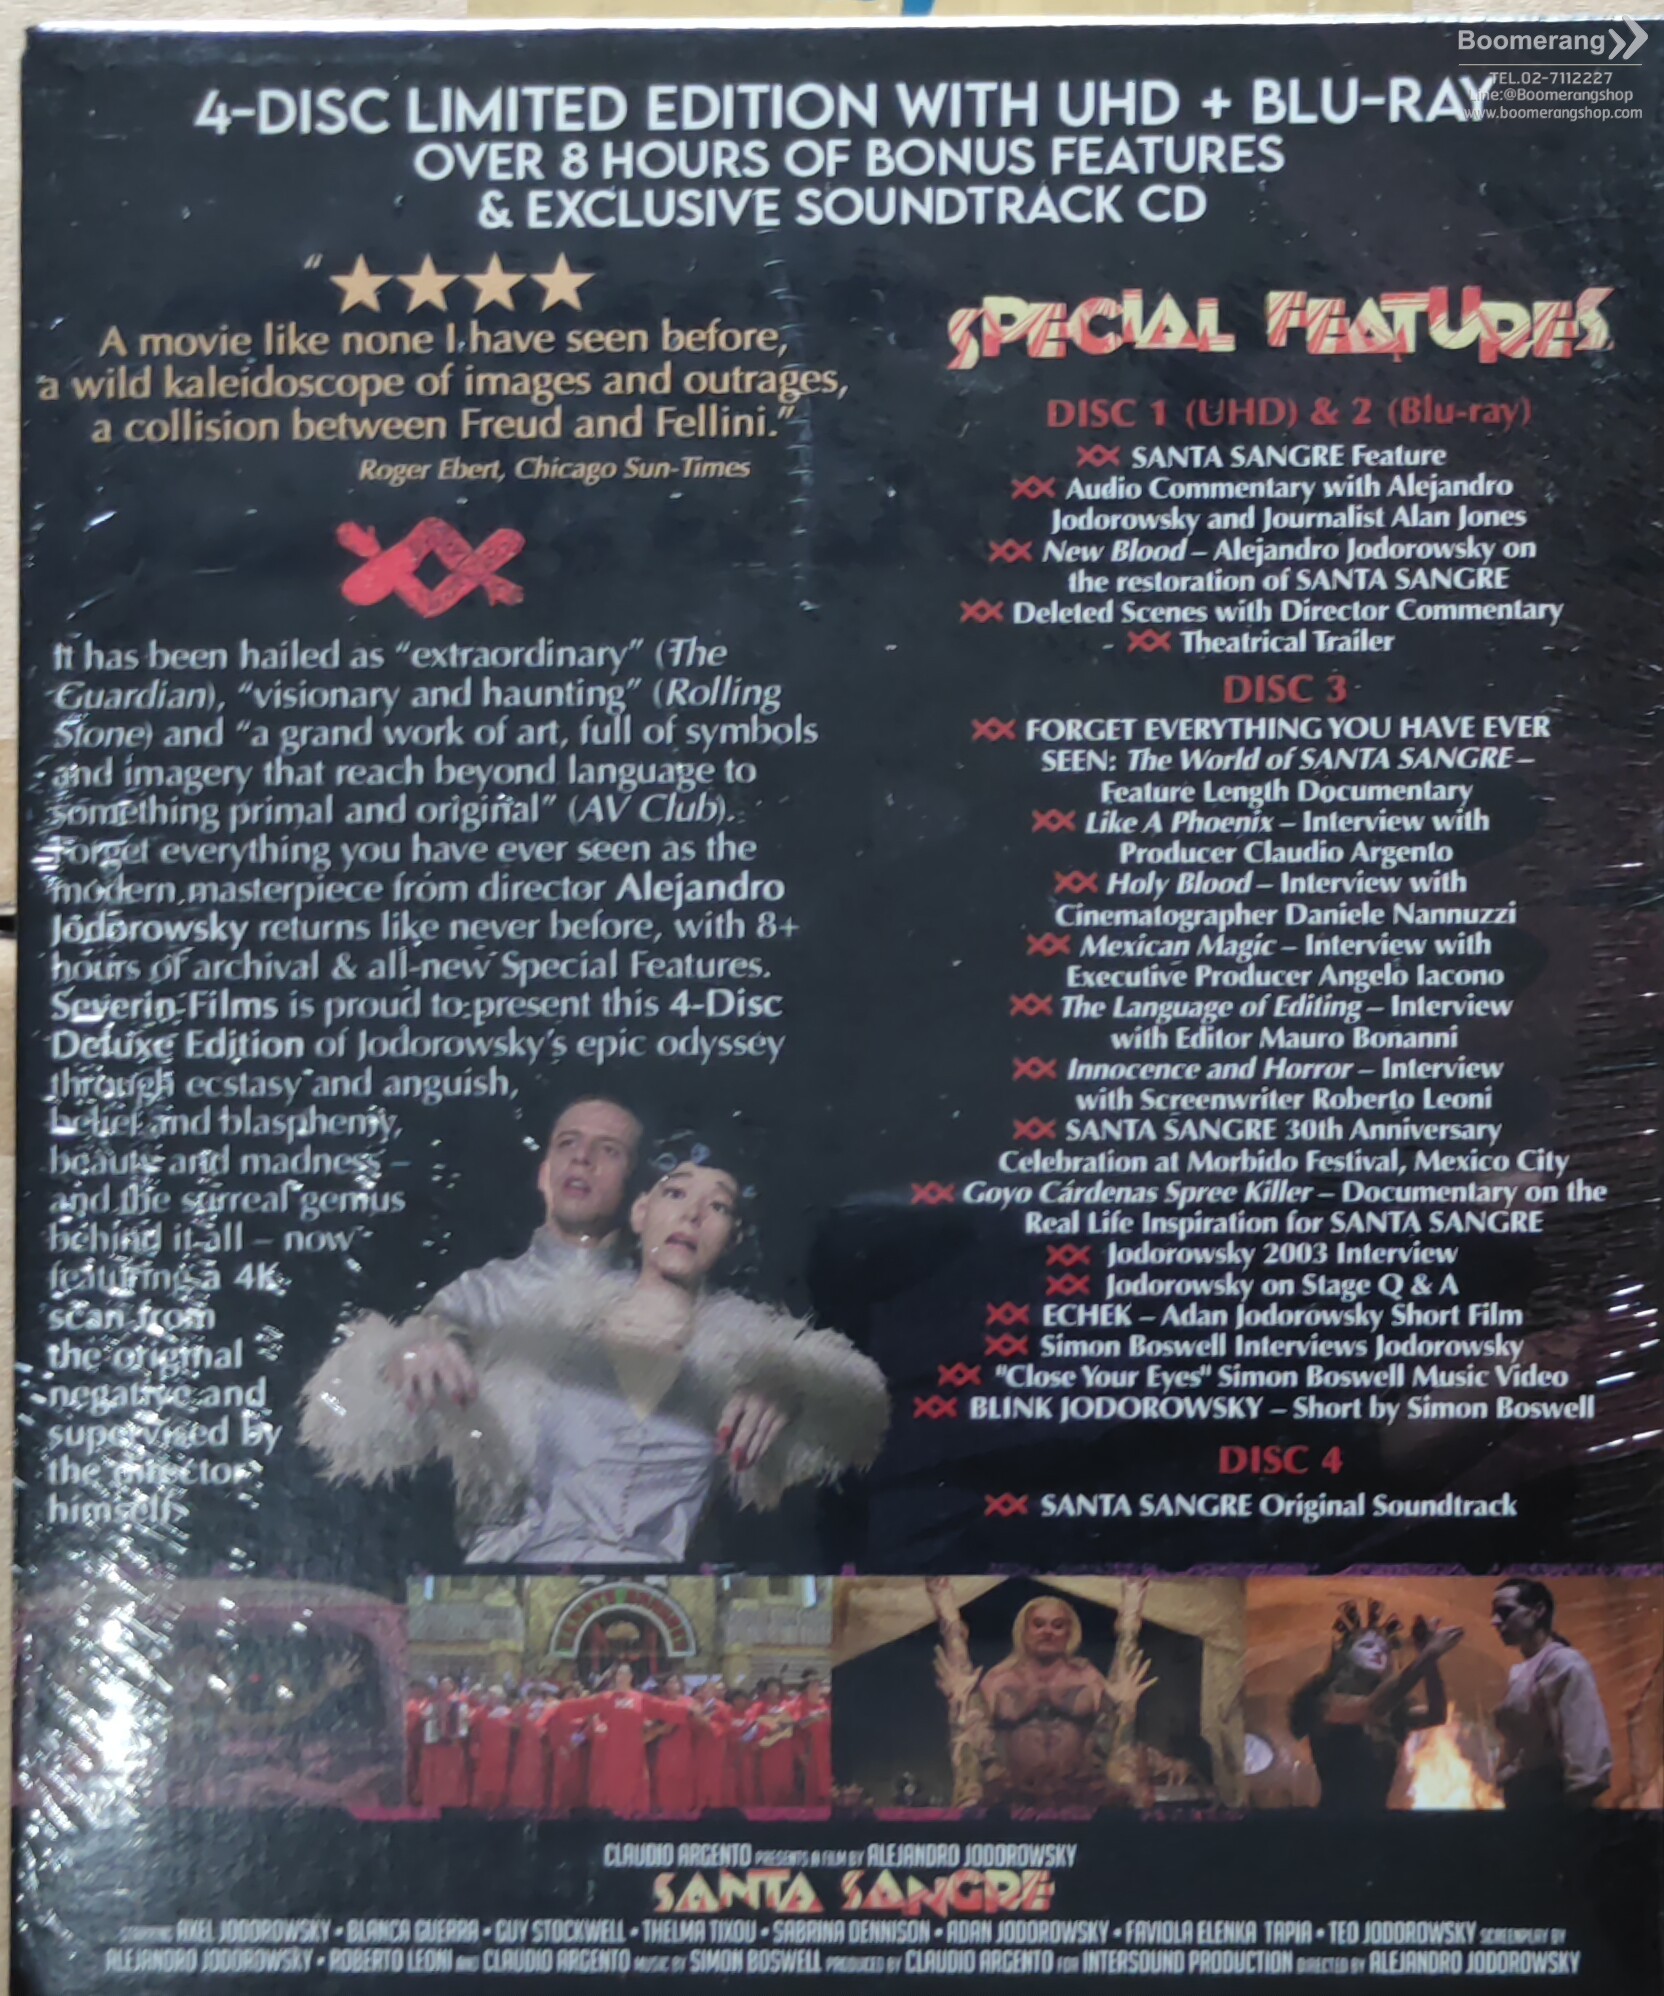 Boomerang
TEL.02-7112227
Line:@Boomerangshop
www.boomerangshop.com
4-DISC LIMITED EDITION WITH UHD + BLU-RAY
OVER 8 HOURS OF BONUS FEATURES
& EXCLUSIVE SOUNDTRACK CD
“★★★★
A movie like none I have seen before,
a wild kaleidoscope of images and outrages,
a collision between Freud and Fellini.”
Roger Ebert, Chicago Sun-Times
It has been hailed as “extraordinary” (The
Guardian), “visionary and haunting” (Rolling
Stone) and “a grand work of art, full of symbols
and imagery that reach beyond language to
something primal and original” (AV Club).
Forget everything you have ever seen as the
modern masterpiece from director Alejandro
Jodorowsky returns like never before, with 8+
hours of archival & all-new Special Features.
Severin Films is proud to present this 4-Disc
Deluxe Edition of Jodorowsky’s epic odyssey
through ecstasy and anguish,
belief and blasphemy,
beauty and madness –
and the surreal genius
behind it all – now
featuring a 4K
scan from
the original
negative and
supervised by
the director
himself.
SPECIAL FEATURES
DISC 1 (UHD) & 2 (Blu-ray)
SANTA SANGRE Feature
Audio Commentary with Alejandro
Jodorowsky and Journalist Alan Jones
New Blood – Alejandro Jodorowsky on
the restoration of SANTA SANGRE
Deleted Scenes with Director Commentary
Theatrical Trailer
DISC 3
FORGET EVERYTHING YOU HAVE EVER
SEEN: The World of SANTA SANGRE –
Feature Length Documentary
Like A Phoenix – Interview with
Producer Claudio Argento
Holy Blood – Interview with
Cinematographer Daniele Nannuzzi
Mexican Magic – Interview with
Executive Producer Angelo Iacono
The Language of Editing – Interview
with Editor Mauro Bonanni
Innocence and Horror – Interview
with Screenwriter Roberto Leoni
SANTA SANGRE 30th Anniversary
Celebration at Morbido Festival, Mexico City
Goyo Cárdenas Spree Killer – Documentary on the
Real Life Inspiration for SANTA SANGRE
Jodorowsky 2003 Interview
Jodorowsky on Stage Q & A
ECHEK – Adan Jodorowsky Short Film
Simon Boswell Interviews Jodorowsky
"Close Your Eyes" Simon Boswell Music Video
BLINK JODOROWSKY – Short by Simon Boswell
DISC 4
SANTA SANGRE Original Soundtrack
CLAUDIO ARGENTO PRESENTS A FILM BY ALEJANDRO JODOROWSKY
SANTA SANGRE
STARRING AXEL JODOROWSKY • BLANCA GUERRA • GUY STOCKWELL • THELMA TIXOU • SABRINA DENNISON • ADAN JODOROWSKY • FAVIOLA ELENKA TAPIA • TEO JODOROWSKY SCREENPLAY BY
ALEJANDRO JODOROWSKY • ROBERTO LEONI AND CLAUDIO ARGENTO MUSIC BY SIMON BOSWELL PRODUCED BY CLAUDIO ARGENTO FOR INTERSOUND PRODUCTION DIRECTED BY ALEJANDRO JODOROWSKY